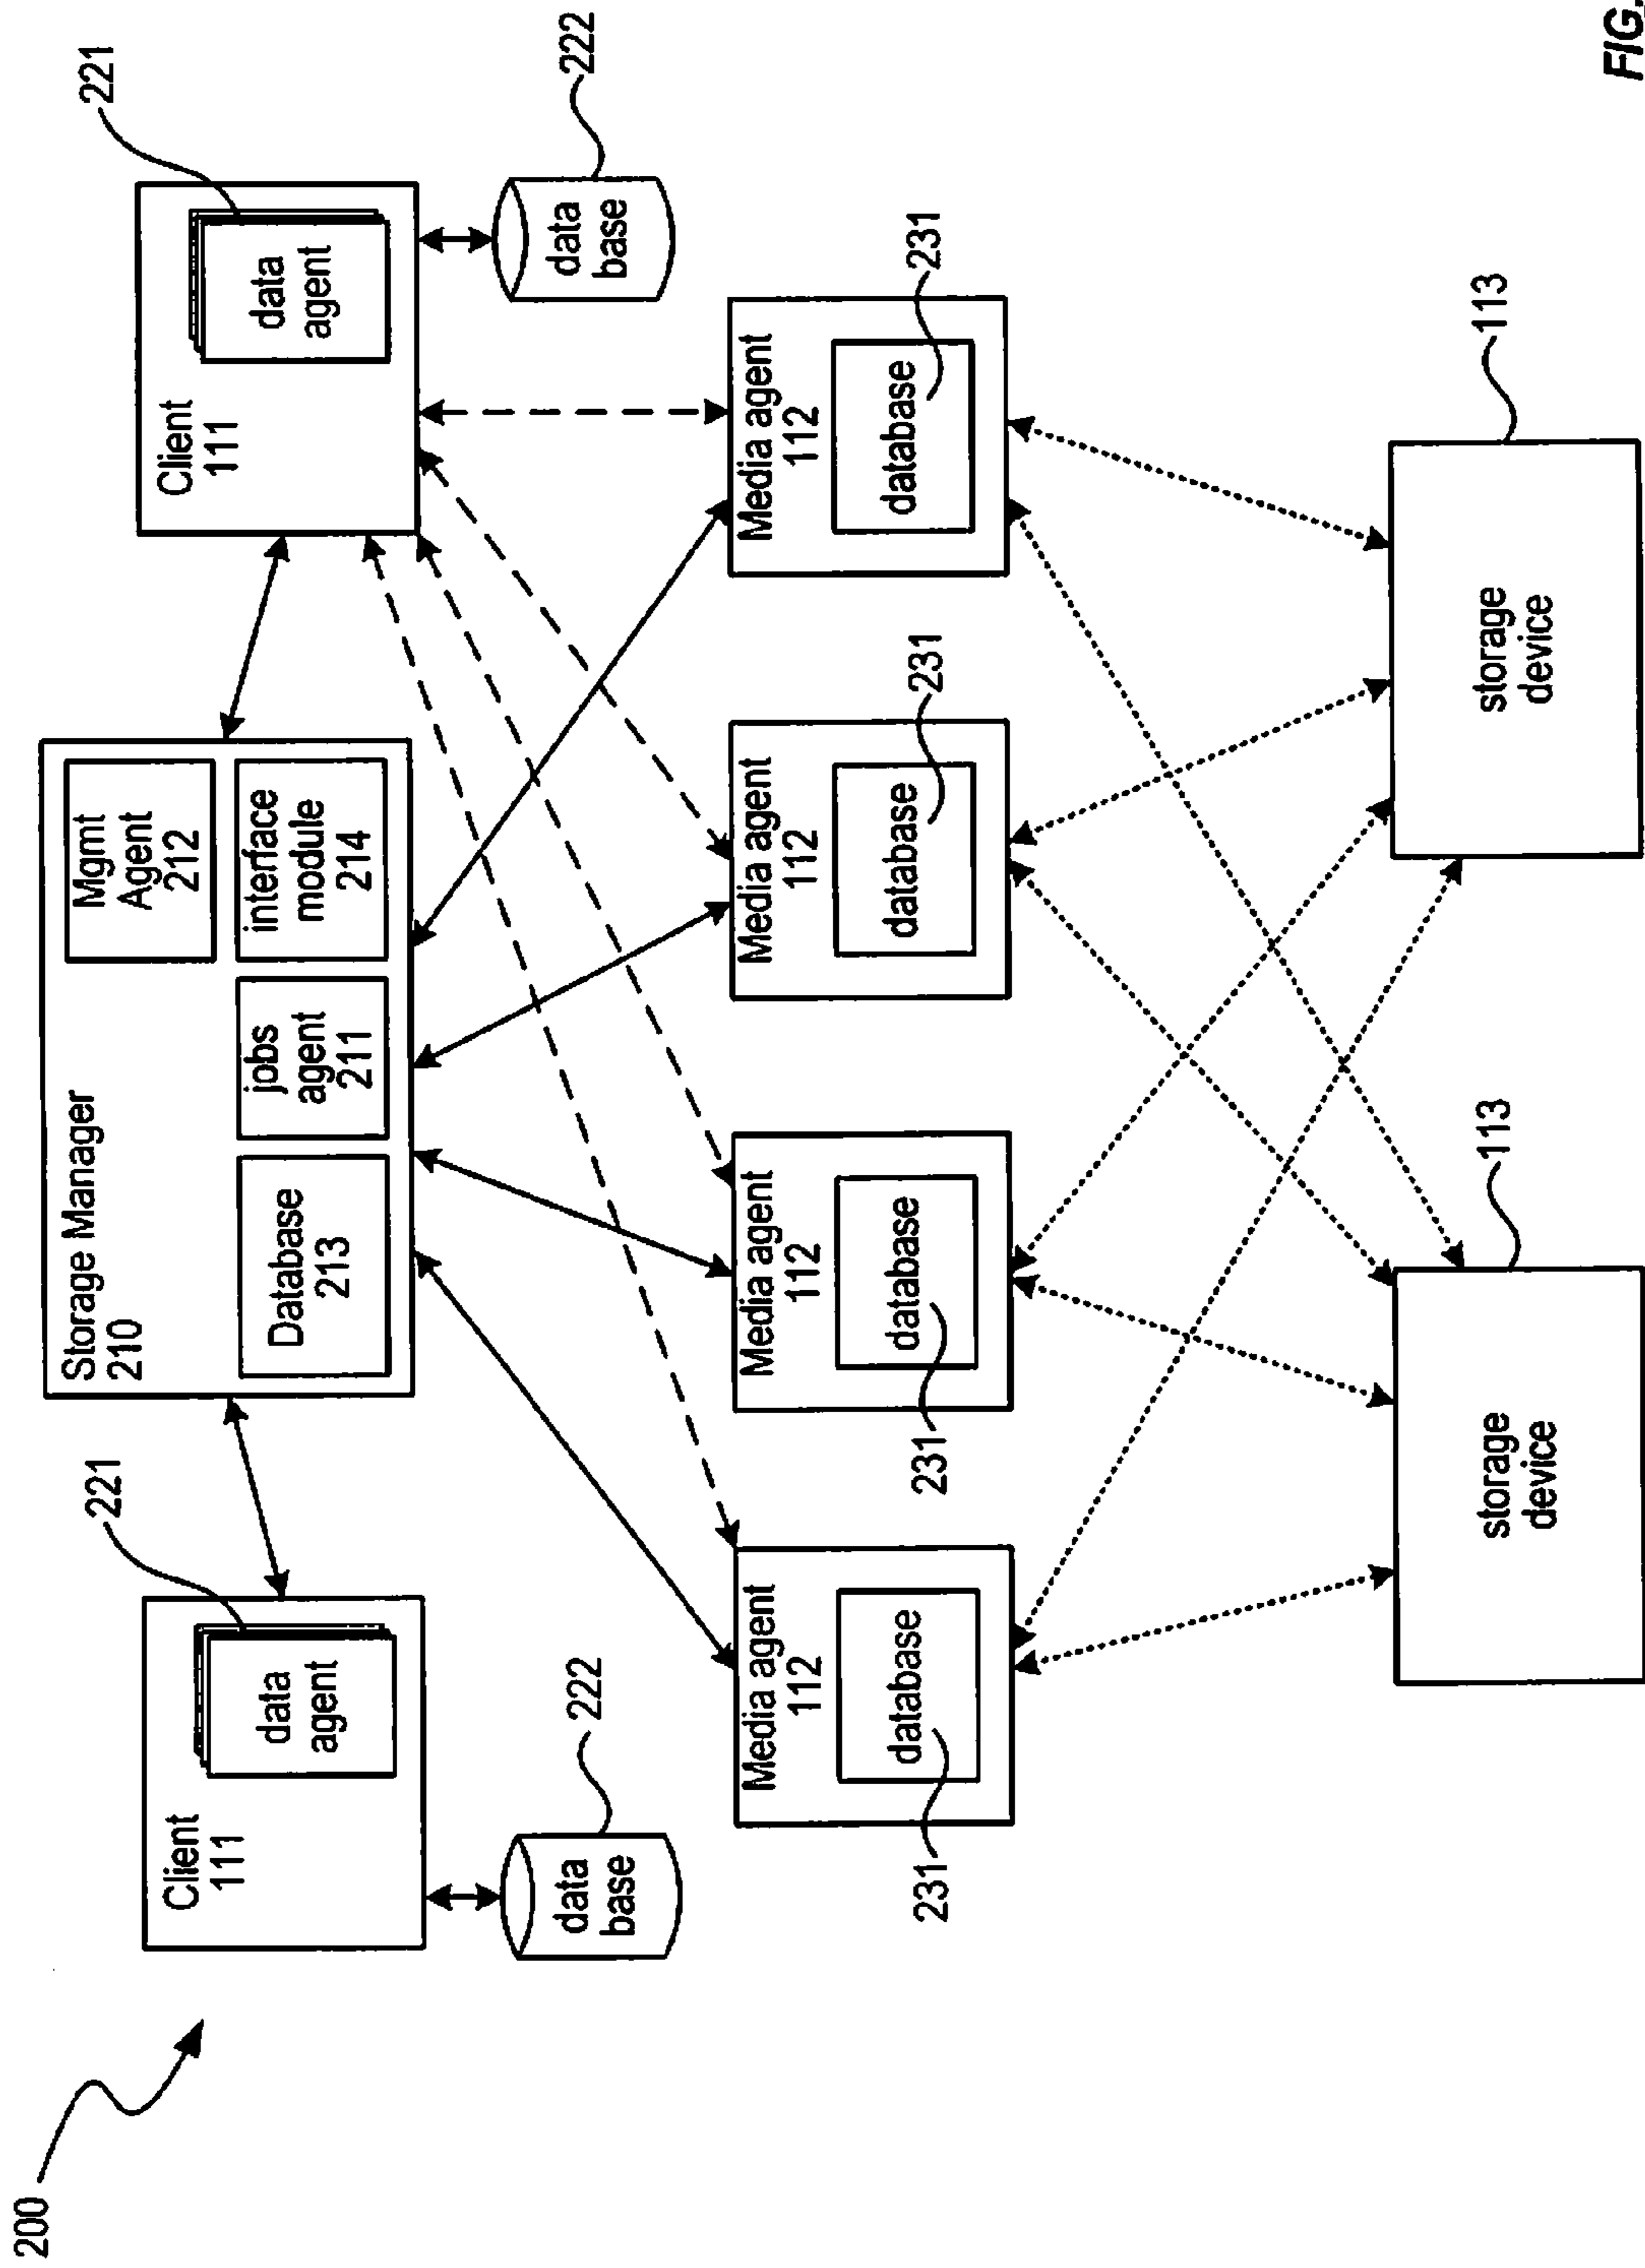 200
Storage Manager
210
Mgmt
Agent
212
Database
213
jobs
agent
211
interface
module
214
Client
111
data
agent
221
data
base
222
Client
111
data
agent
221
data
base
222
Media agent
112
database
231
Media agent
112
database
231
Media agent
112
database
231
Media agent
112
database
231
storage
device
113
storage
device
113
FIG.